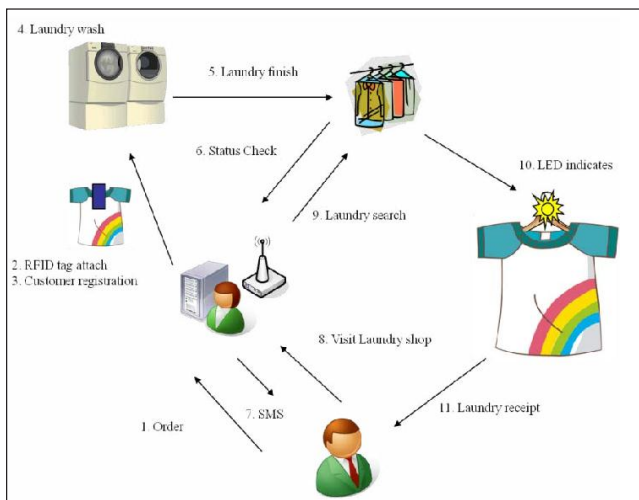 4. Laundry wash
5. Laundry finish
6. Status Check
10. LED indicates
9. Laundry search
2. RFID tag attach
3. Customer registration
8. Visit Laundry shop
7. SMS
11. Laundry receipt
1. Order